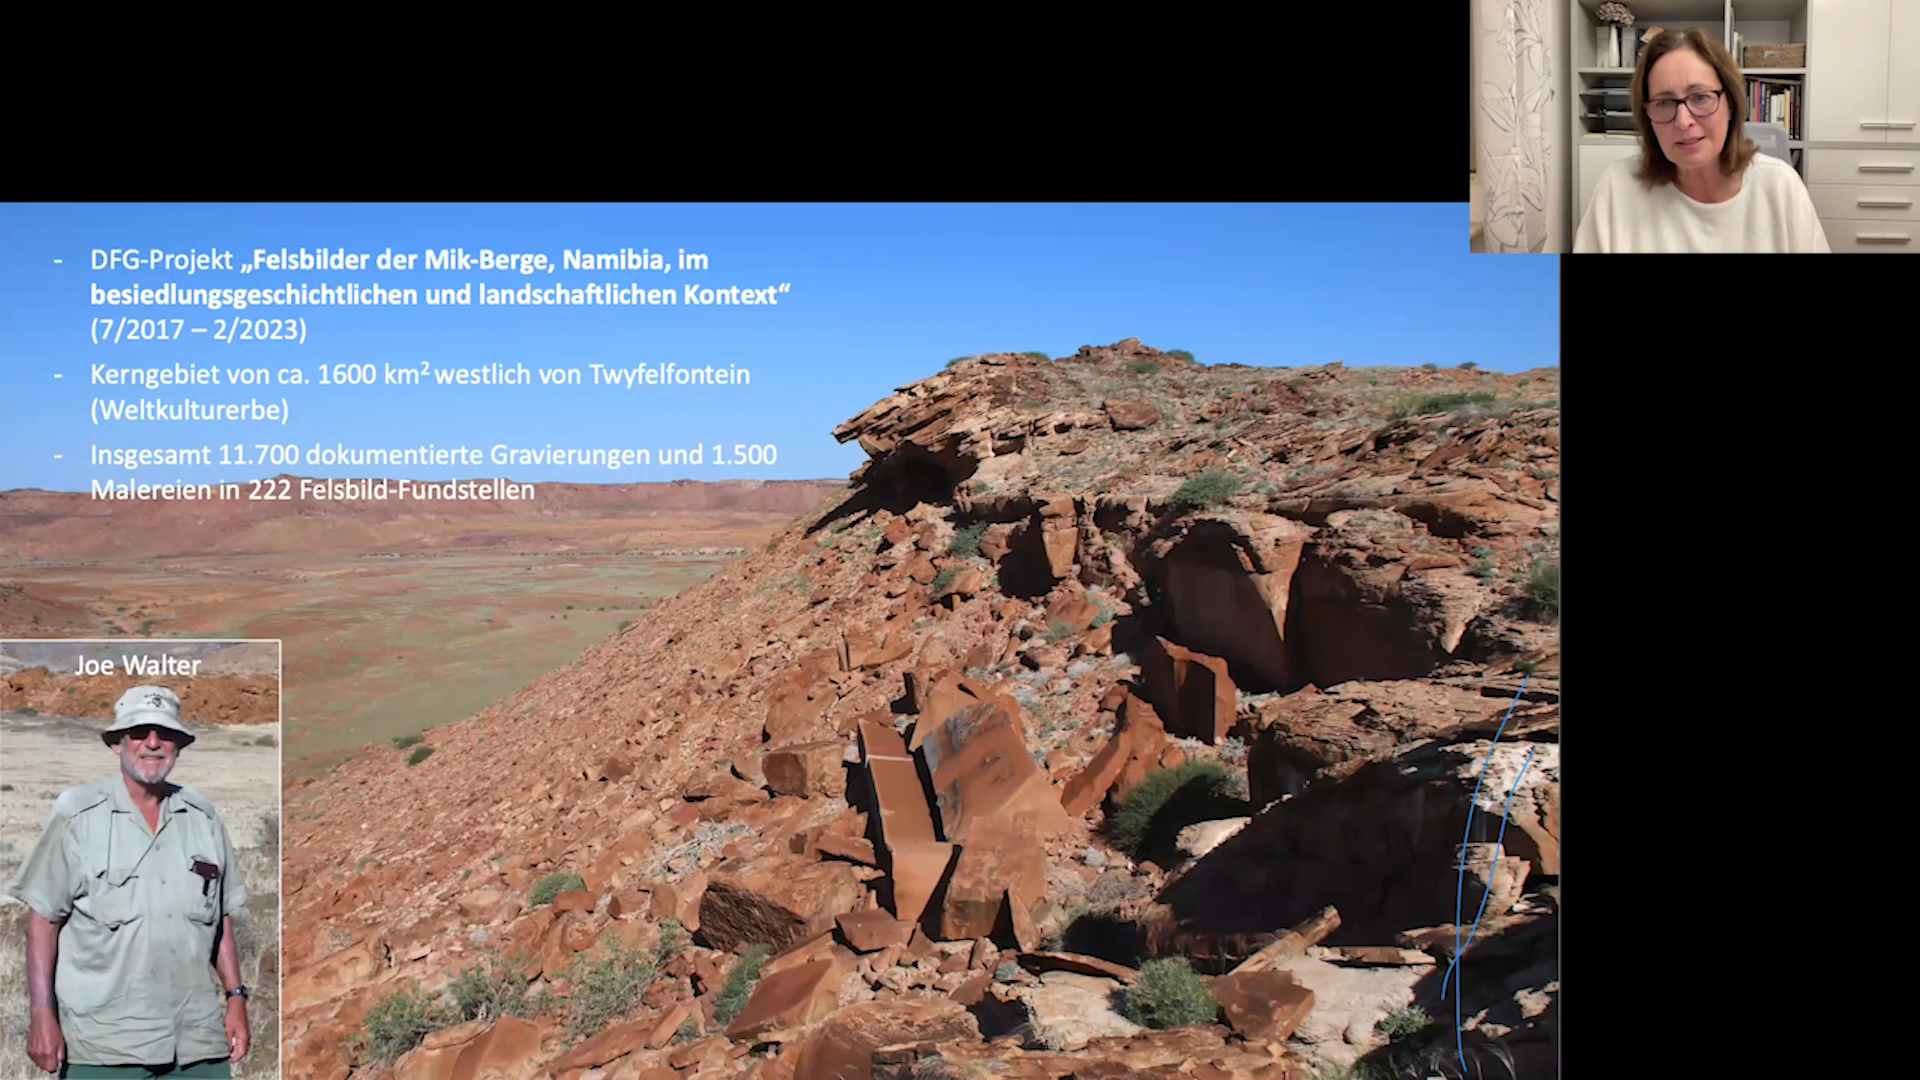 - DFG-Projekt „Felsbilder der Mik-Berge, Namibia, im
besiedlungsgeschichtlichen und landschaftlichen Kontext“
(7/2017 – 2/2023)
- Kerngebiet von ca. 1600 km² westlich von Twyfelfontein
(Weltkulturerbe)
- Insgesamt 11.700 dokumentierte Gravierungen und 1.500
Malereien in 222 Felsbild-Fundstellen
Joe Walter